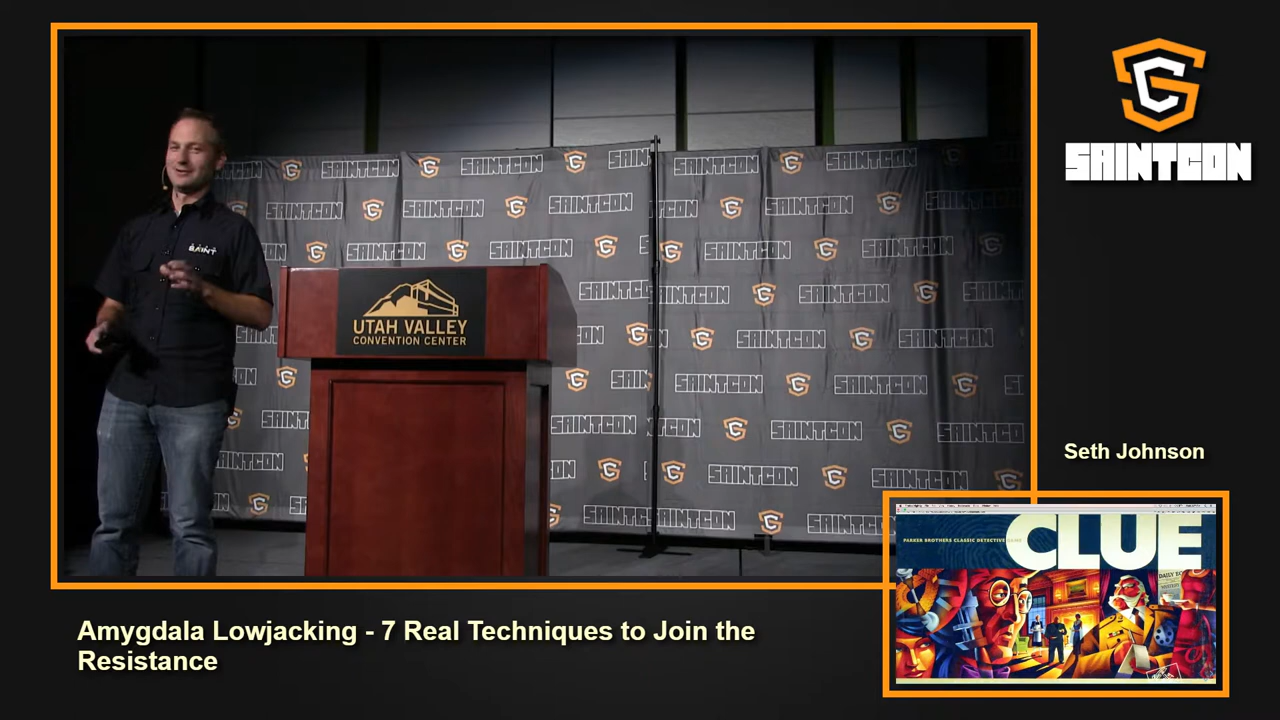 SAINTCON
SAINT
UTAH VALLEY
CONVENTION CENTER
Seth Johnson
PARKER BROTHERS CLASSIC DETECTIVE GAME
CLUE
Amygdala Lowjacking - 7 Real Techniques to Join the
Resistance